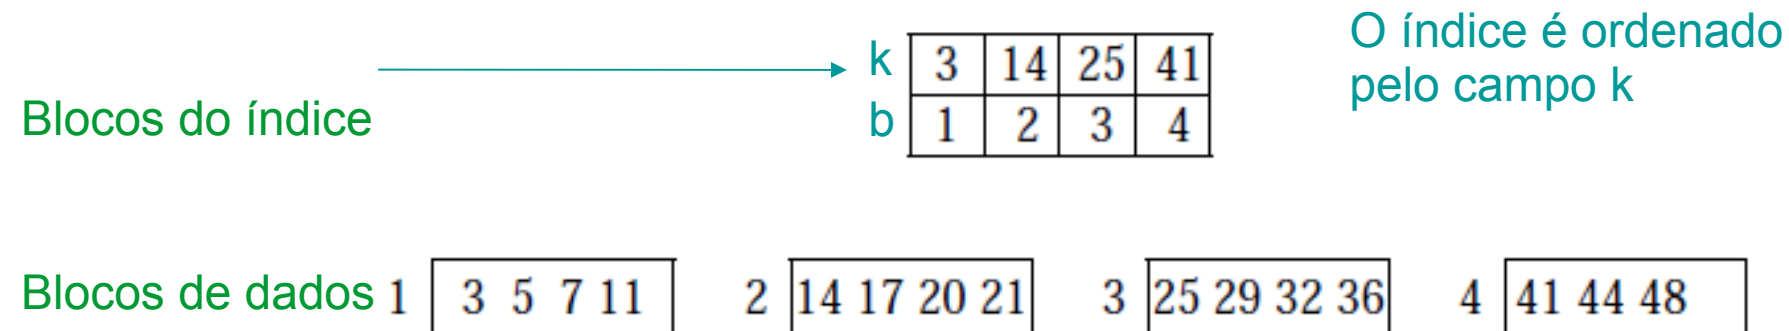 O índice é ordenado
pelo campo k
k 3 14 25 41
Blocos do índice
b 1 2 3 4
Blocos de dados 1 3 5 7 11 2 14 17 20 21 3 25 29 32 36 4 41 44 48